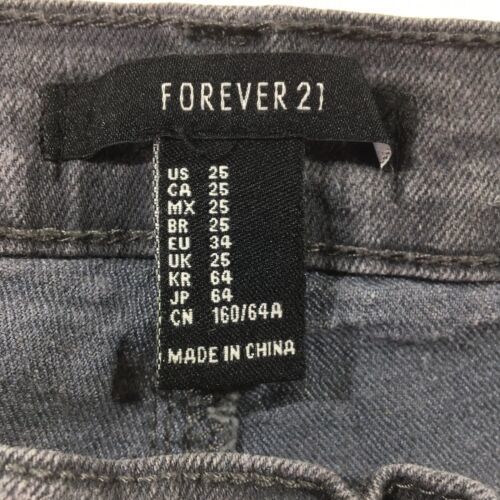 FOREVER 21
US 25
CA 25
MX 25
BR 25
EU 34
UK 25
KR 64
JP 64
CN 160/64A
MADE IN CHINA